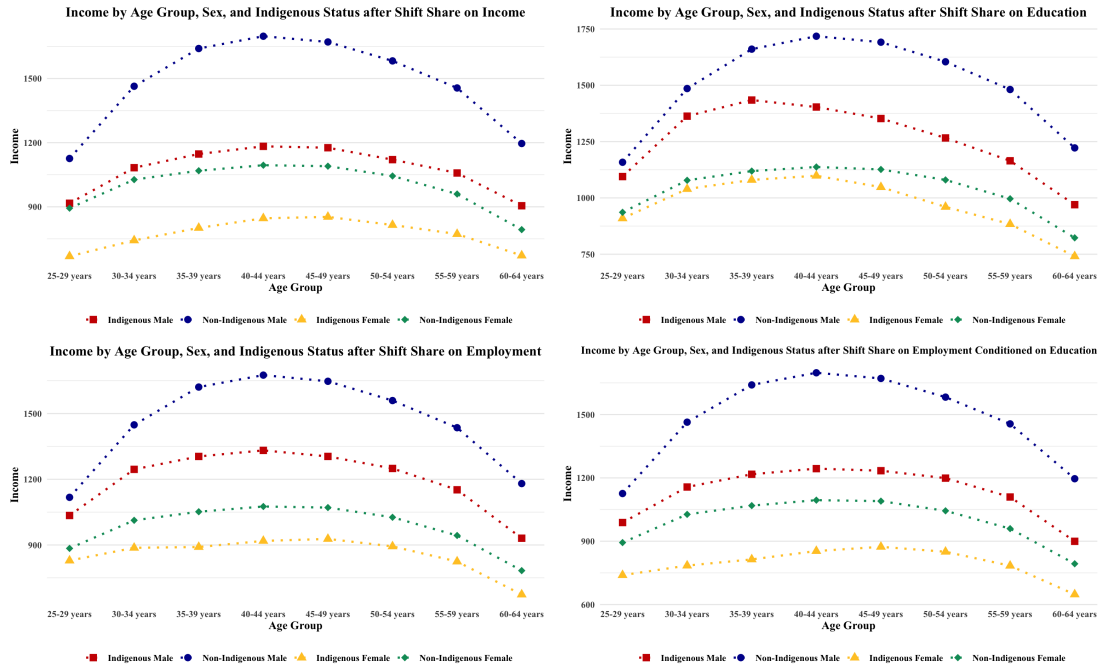 Income by Age Group, Sex, and Indigenous Status after Shift Share on Income
1500
1200
900
Income
25-29 years 30-34 years 35-39 years 40-44 years 45-49 years 50-54 years 55-59 years 60-64 years
Age Group
Indigenous Male Non-Indigenous Male Indigenous Female Non-Indigenous Female
Income by Age Group, Sex, and Indigenous Status after Shift Share on Education
1750
1500
1250
1000
750
Income
25-29 years 30-34 years 35-39 years 40-44 years 45-49 years 50-54 years 55-59 years 60-64 years
Age Group
Indigenous Male Non-Indigenous Male Indigenous Female Non-Indigenous Female
Income by Age Group, Sex, and Indigenous Status after Shift Share on Employment
1500
1200
900
Income
25-29 years 30-34 years 35-39 years 40-44 years 45-49 years 50-54 years 55-59 years 60-64 years
Age Group
Indigenous Male Non-Indigenous Male Indigenous Female Non-Indigenous Female
Income by Age Group, Sex, and Indigenous Status after Shift Share on Employment Conditioned on Education
1500
1200
900
600
Income
25-29 years 30-34 years 35-39 years 40-44 years 45-49 years 50-54 years 55-59 years 60-64 years
Age Group
Indigenous Male Non-Indigenous Male Indigenous Female Non-Indigenous Female